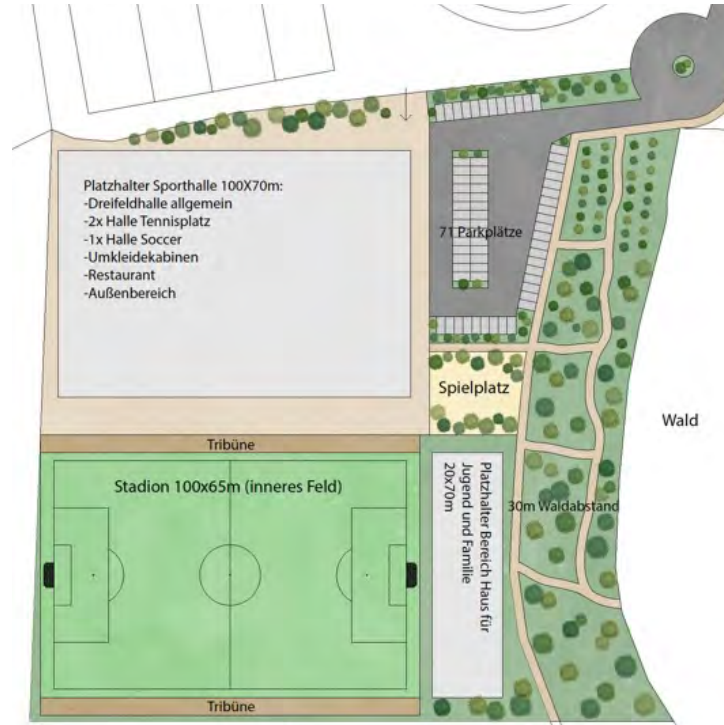 Platzhalter Sporthalle 100X70m:
-Dreifeldhalle allgemein
-2x Halle Tennisplatz
-1x Halle Soccer
-Umkleidekabinen
-Restaurant
-Außenbereich
71 Parkplätze
Spielplatz
Wald
Tribüne
Stadion 100x65m (inneres Feld)
Platzhalter Bereich Haus für
Jugend und Familie
20x70m
30m Waldabstand
Tribüne